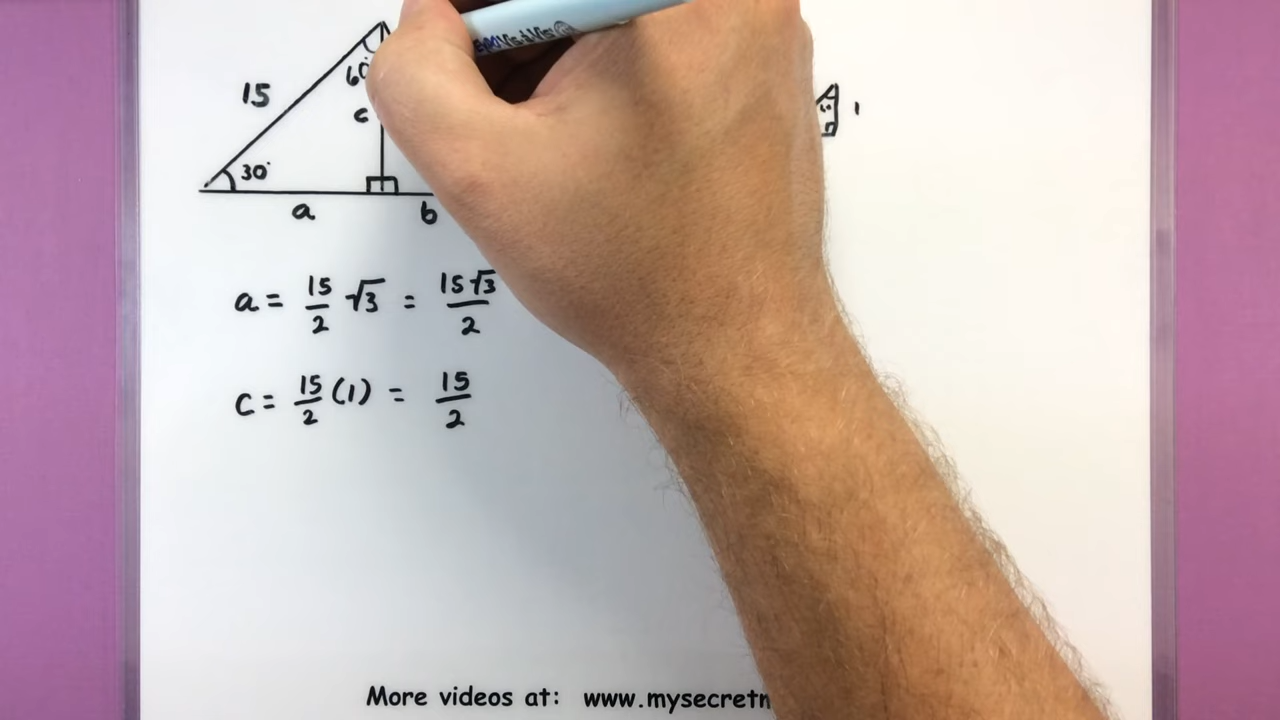 15
60°
c
1
30°
a b
a = 15/2 √3 = 15√3/2
c = 15/2 (1) = 15/2
More videos at: www.mysecretm